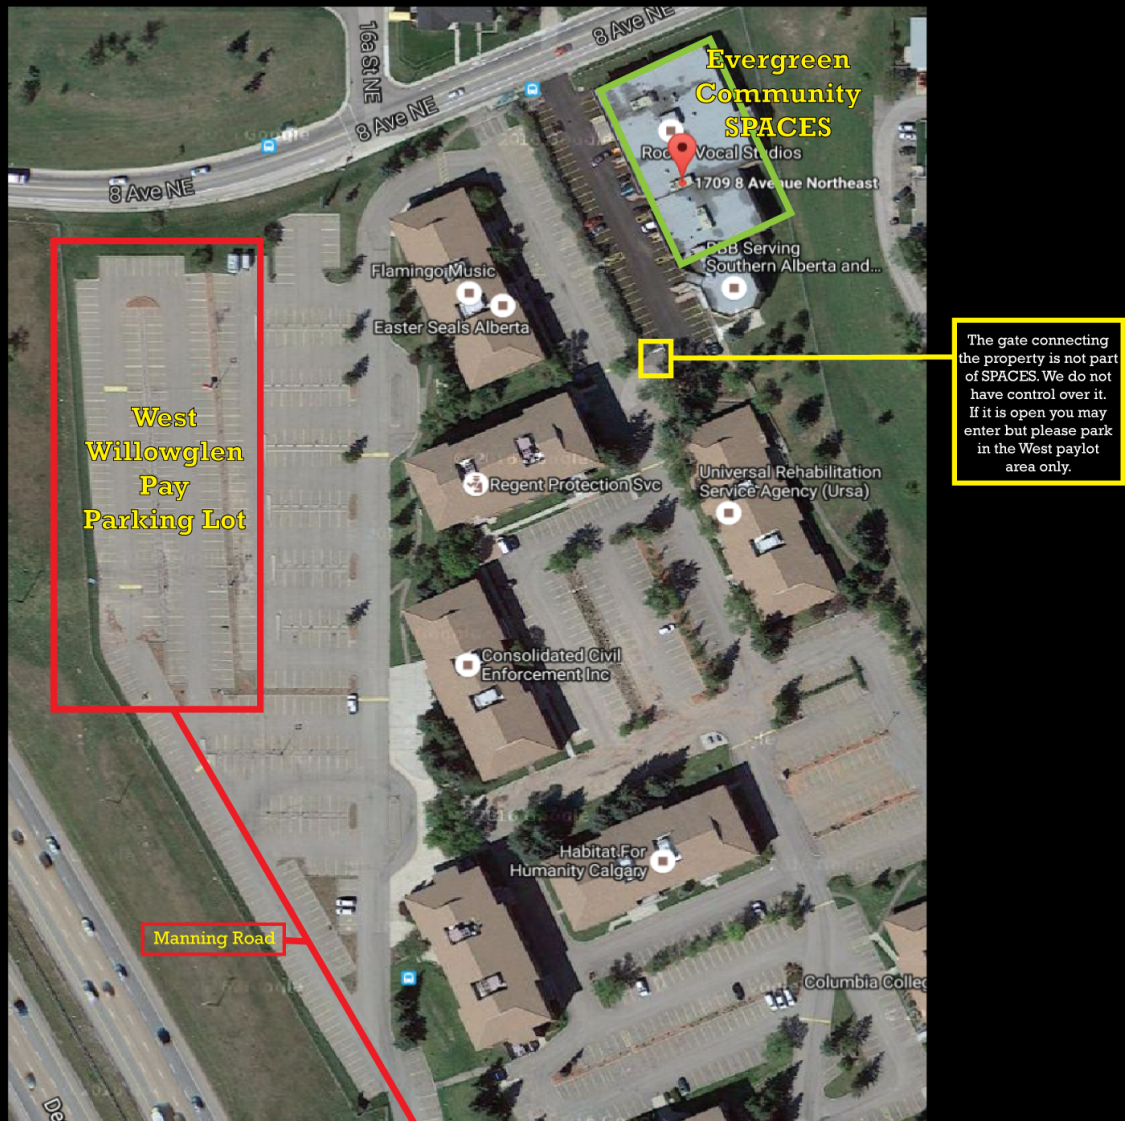 8 Ave NE
16a St NE
8 Ave NE
8 Ave NE
Evergreen
Community
SPACES
Vocal Studios
1709 8 Avenue Northeast
Serving
Southern Alberta and...
Flamingo Music
Easter Seals Alberta
The gate connecting
the property is not part
of SPACES. We do not
have control over it.
If it is open you may
enter but please park
in the West paylot
area only.
West
Willowglen
Pay
Parking Lot
Regent Protection Svc
Universal Rehabilitation
Service Agency (Ursa)
Consolidated Civil
Enforcement Inc
Habitat For
Humanity Calgary
Manning Road
Columbia Colleg
De